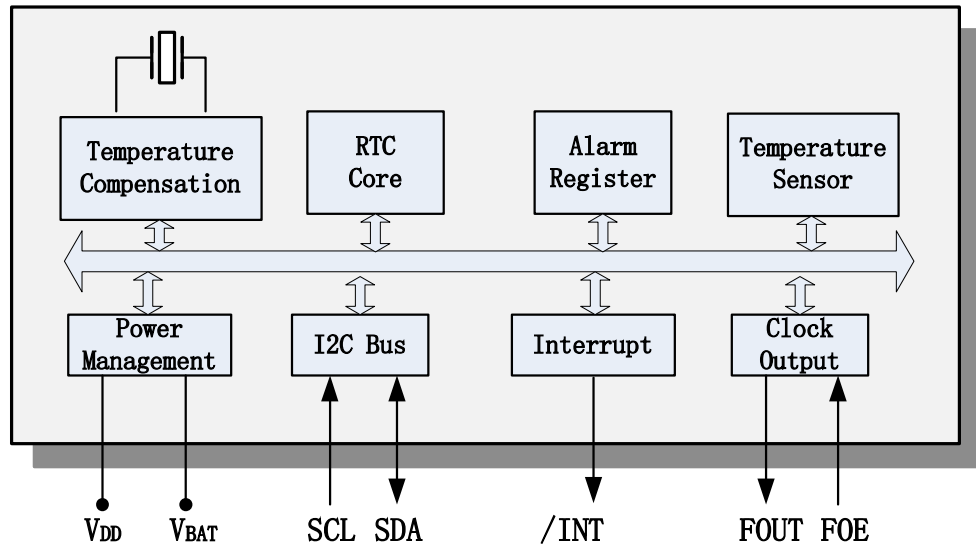 Temperature
Compensation
RTC
Core
Alarm
Register
Temperature
Sensor
Power
Management
I2C Bus
Interrupt
Clock
Output
VDD
VBAT
SCL
SDA
/INT
FOUT
FOE